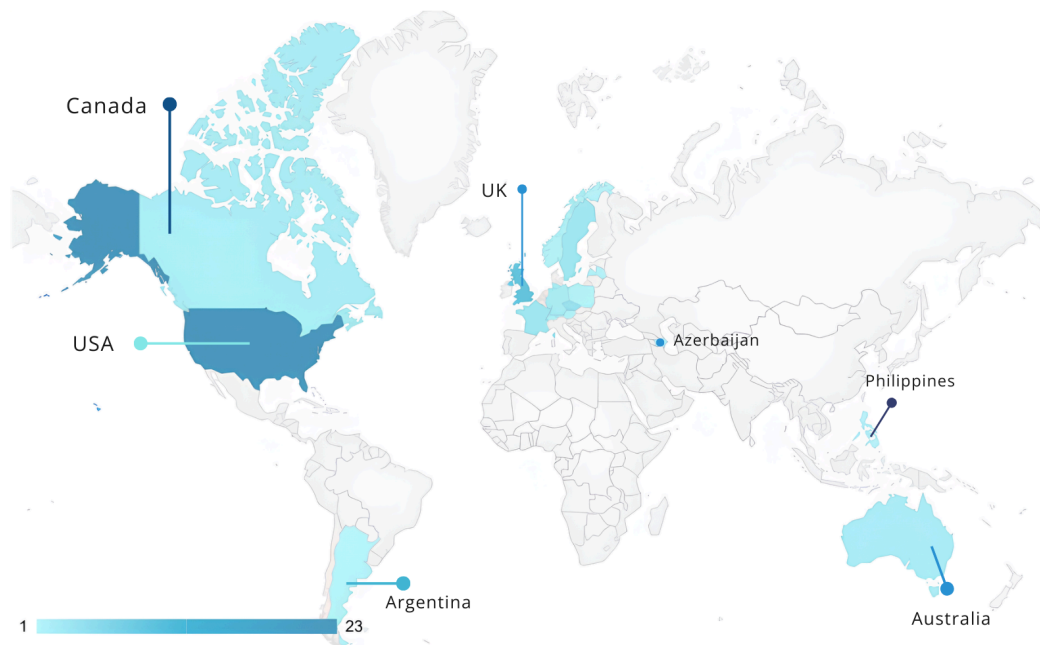 Canada
UK
USA
Azerbaijan
Philippines
Argentina
Australia
1 23